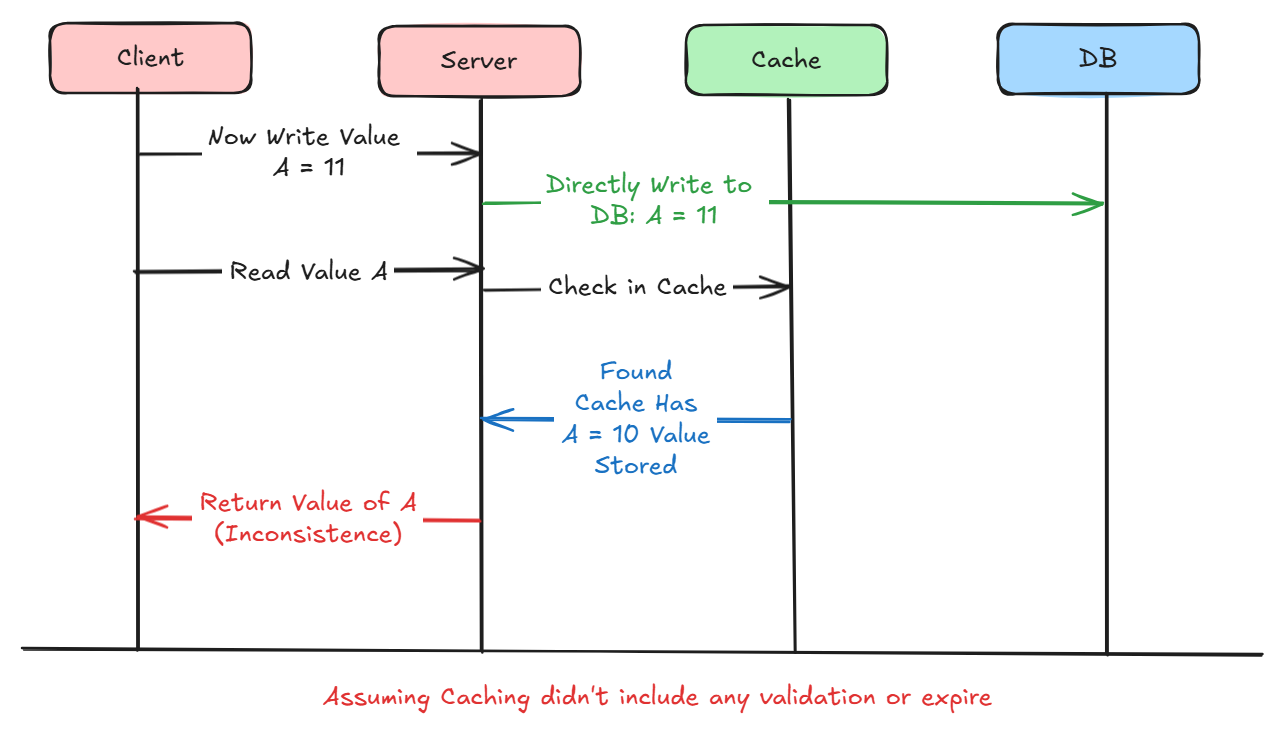 Client
Server
Cache
DB
Now Write Value
A = 11
Directly Write to
DB: A = 11
Read Value A
Check in Cache
Found
Cache Has
A = 10 Value
Stored
Return Value of A
(Inconsistence)
Assuming Caching didn't include any validation or expire